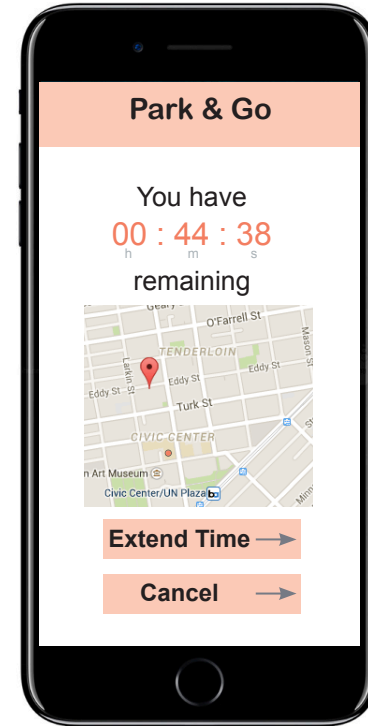 Park & Go
You have
00 : 44 : 38
h m s
remaining
Geary
O'Farrell St
Mason St
TENDERLOIN
Larkin St
Eddy St
Eddy St
Eddy St
Turk St
CIVIC CENTER
n Art Museum
Civic Center/UN Plaza
Extend Time
Cancel